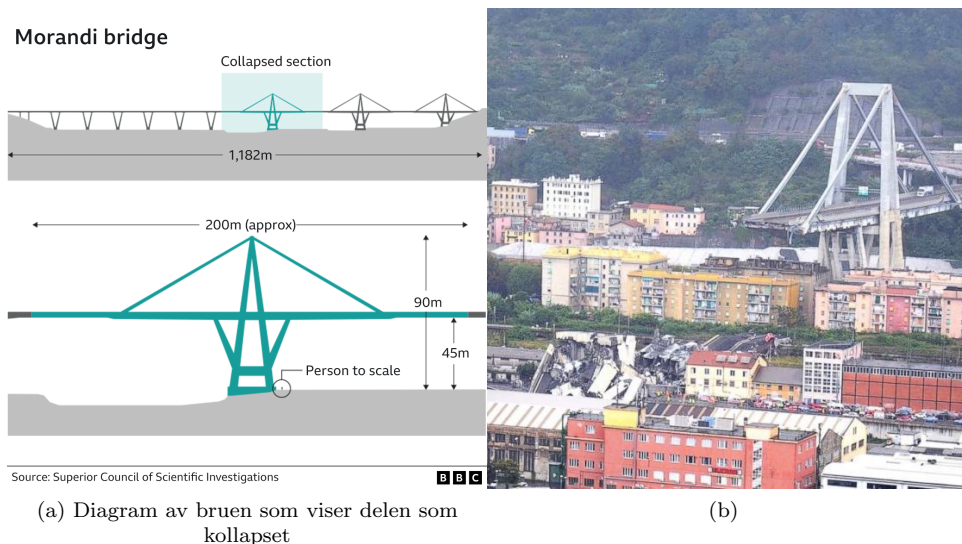 Morandi bridge
Collapsed section
1,182m
200m (approx)
90m
45m
Person to scale
Source: Superior Council of Scientific Investigations
BBC
(a) Diagram av bruen som viser delen som
kollapset
(b)